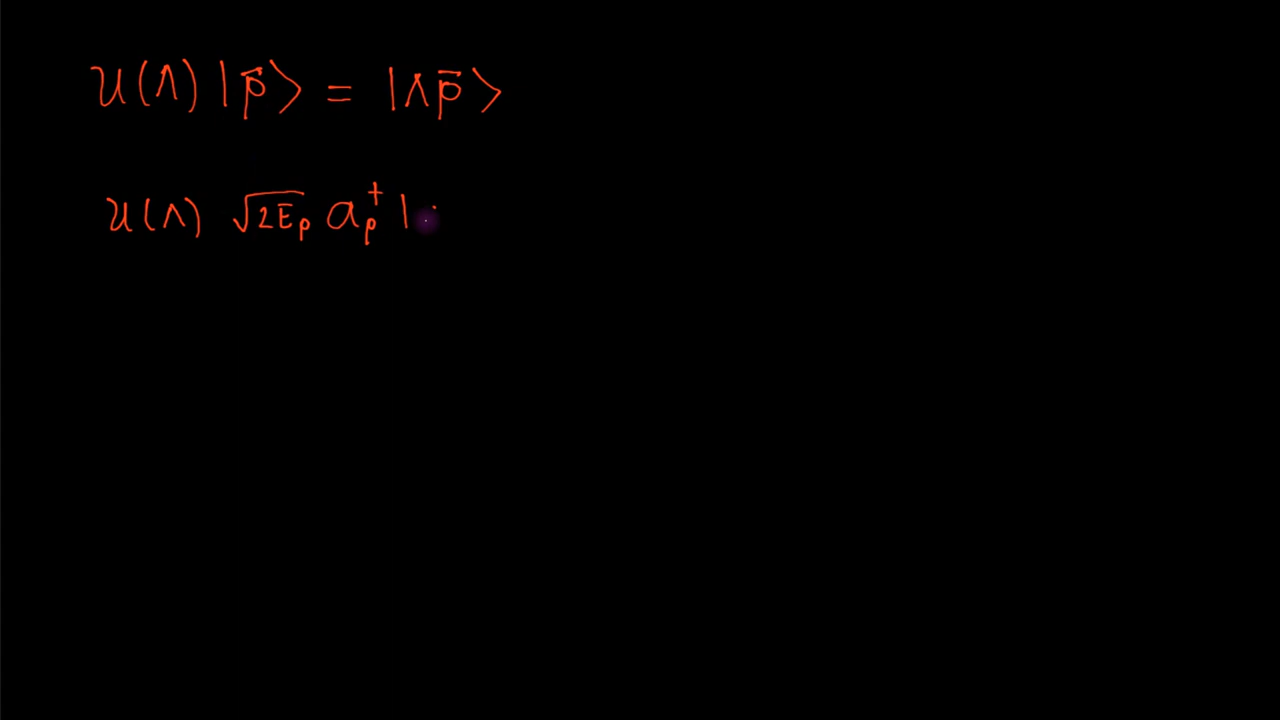 U(Λ) |p̄⟩ = |Λp̄⟩
U(Λ) √2E_p a_p^† |